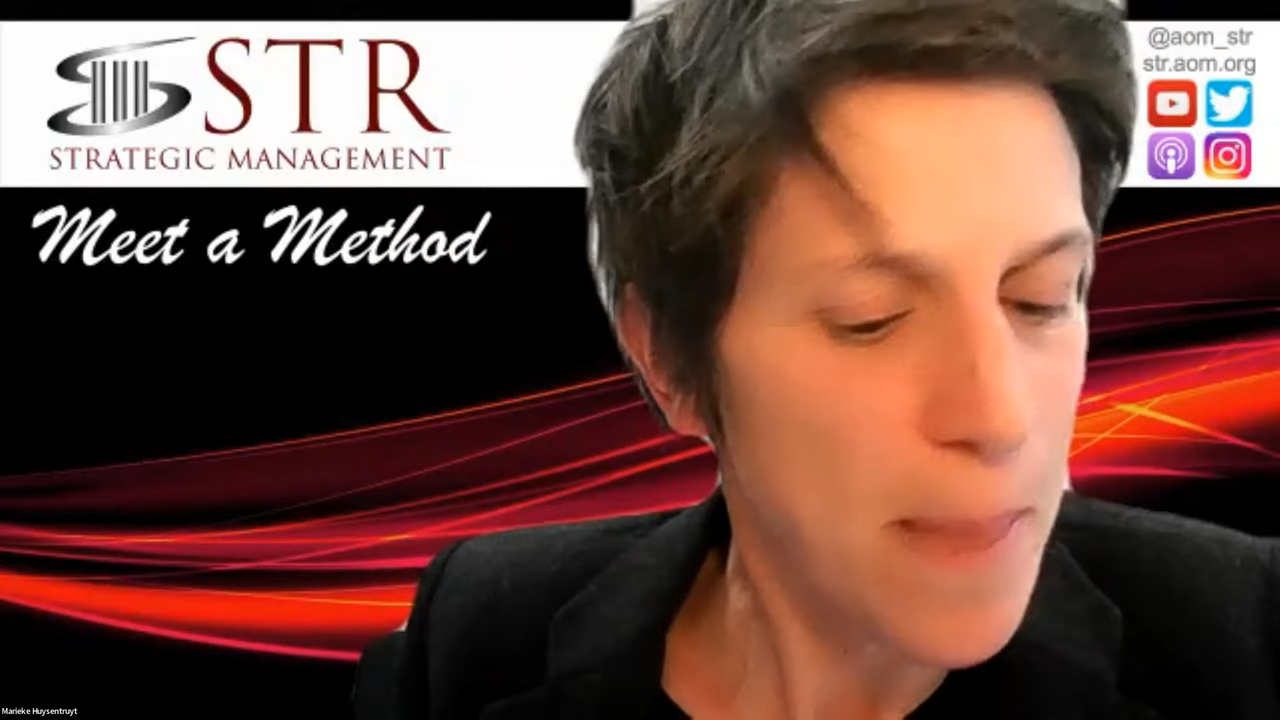 STR
STRATEGIC MANAGEMENT
@aom_str
str.aom.org
Meet a Method
Marieke Huysentruyt